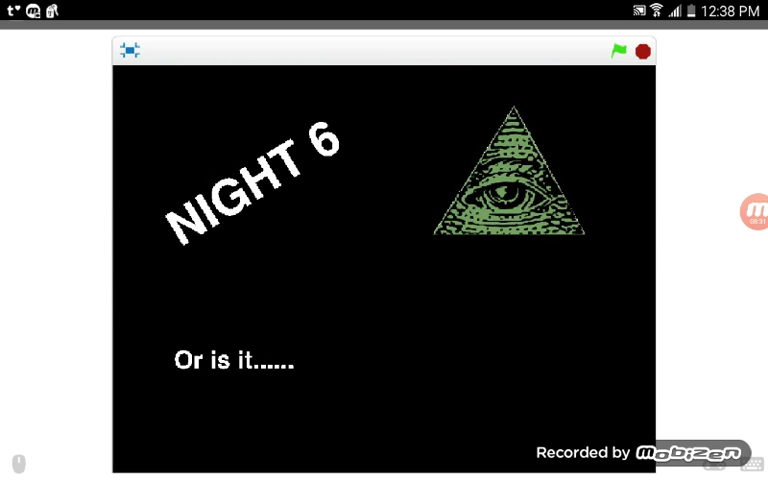 12:38 PM
NIGHT 6
Or is it......
Recorded by mobizen